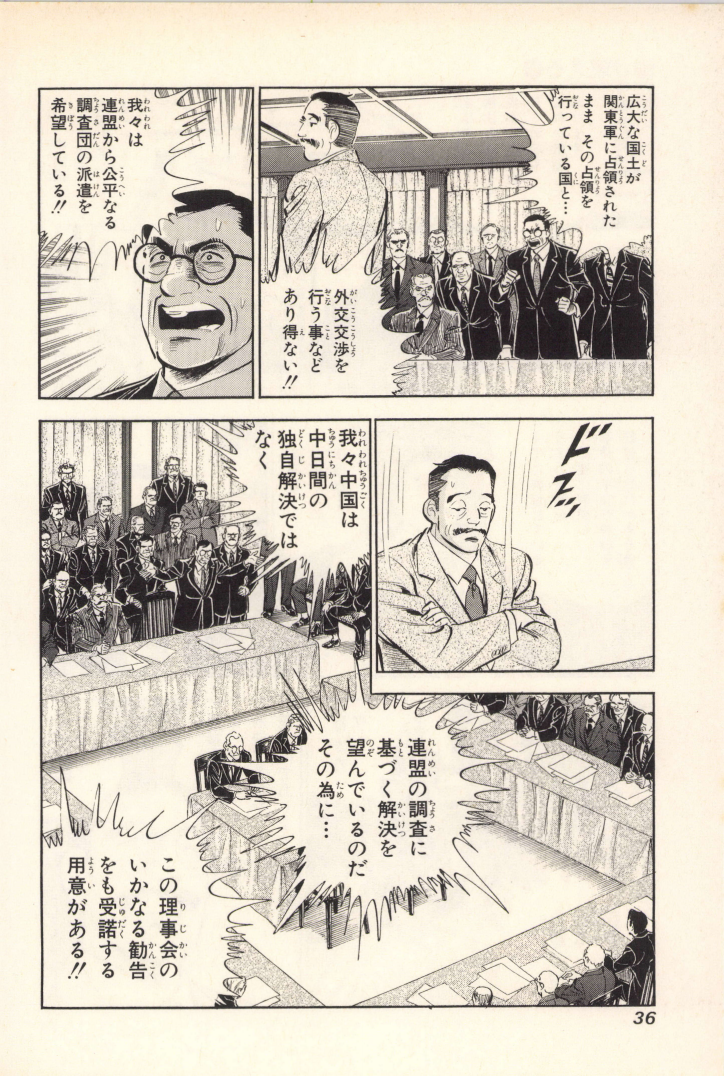 広大な国土が
関東軍に占領された
まま その占領を
行っている国と…
外交交渉を
行う事など
あり得ない!!
我々は
連盟から公平なる
調査団の派遣を
希望している!!
ドドッ
我々中国は
中日間の
独自解決では
なく
連盟の調査に
基づく解決を
望んでいるのだ
その為に…
この理事会の
いかなる勧告
をも受諾する
用意がある!!
36